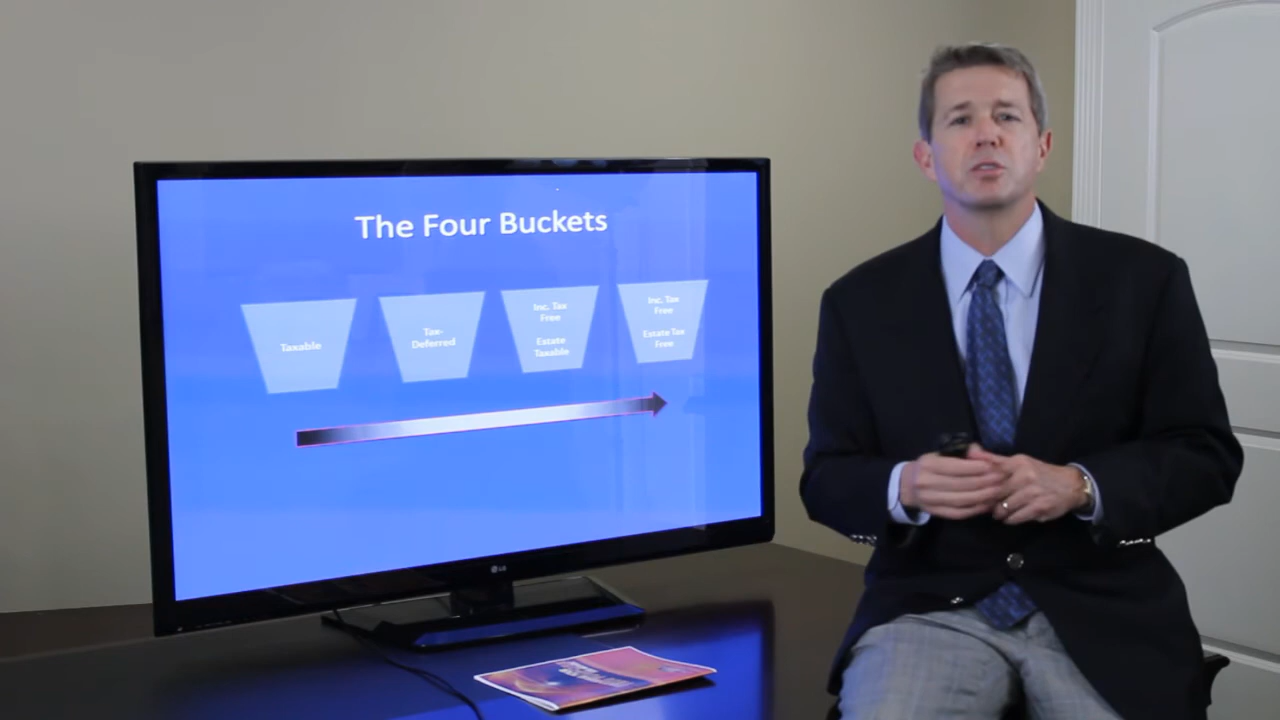 The Four Buckets
Taxable
Tax-
Deferred
Inc. Tax
Free
Estate
Taxable
Inc. Tax
Free
Estate Tax
Free
LG